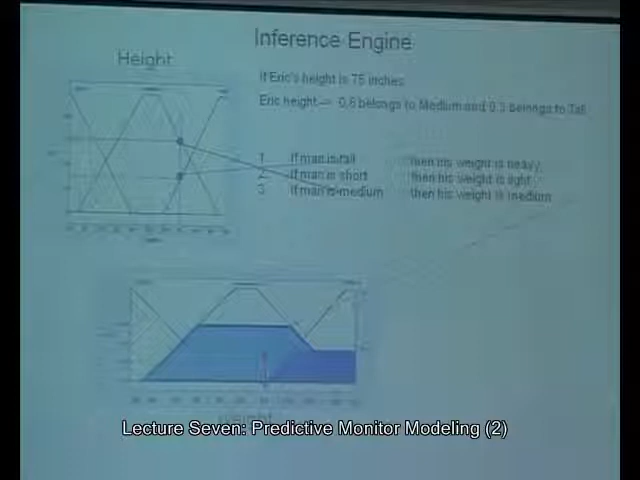 Inference Engine
Height
If Eric's height is 75 inches
Eric height --> 0.6 belongs to Medium and 0.3 belongs to Tall
1 If man is tall then his weight is heavy
2 If man is short then his weight is light
3 If man is medium then his weight is medium
Weight
Lecture Seven: Predictive Monitor Modeling (2)